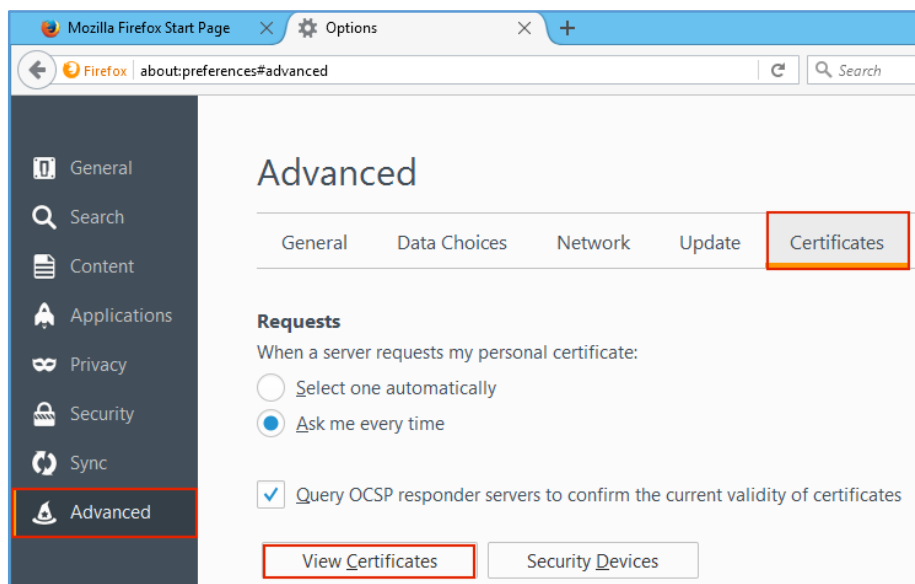 Mozilla Firefox Start Page
Options
Firefox
about:preferences#advanced
Search
General
Search
Content
Applications
Privacy
Security
Sync
Advanced
Advanced
General Data Choices Network Update Certificates
Requests
When a server requests my personal certificate:
Select one automatically
Ask me every time
Query OCSP responder servers to confirm the current validity of certificates
View Certificates
Security Devices